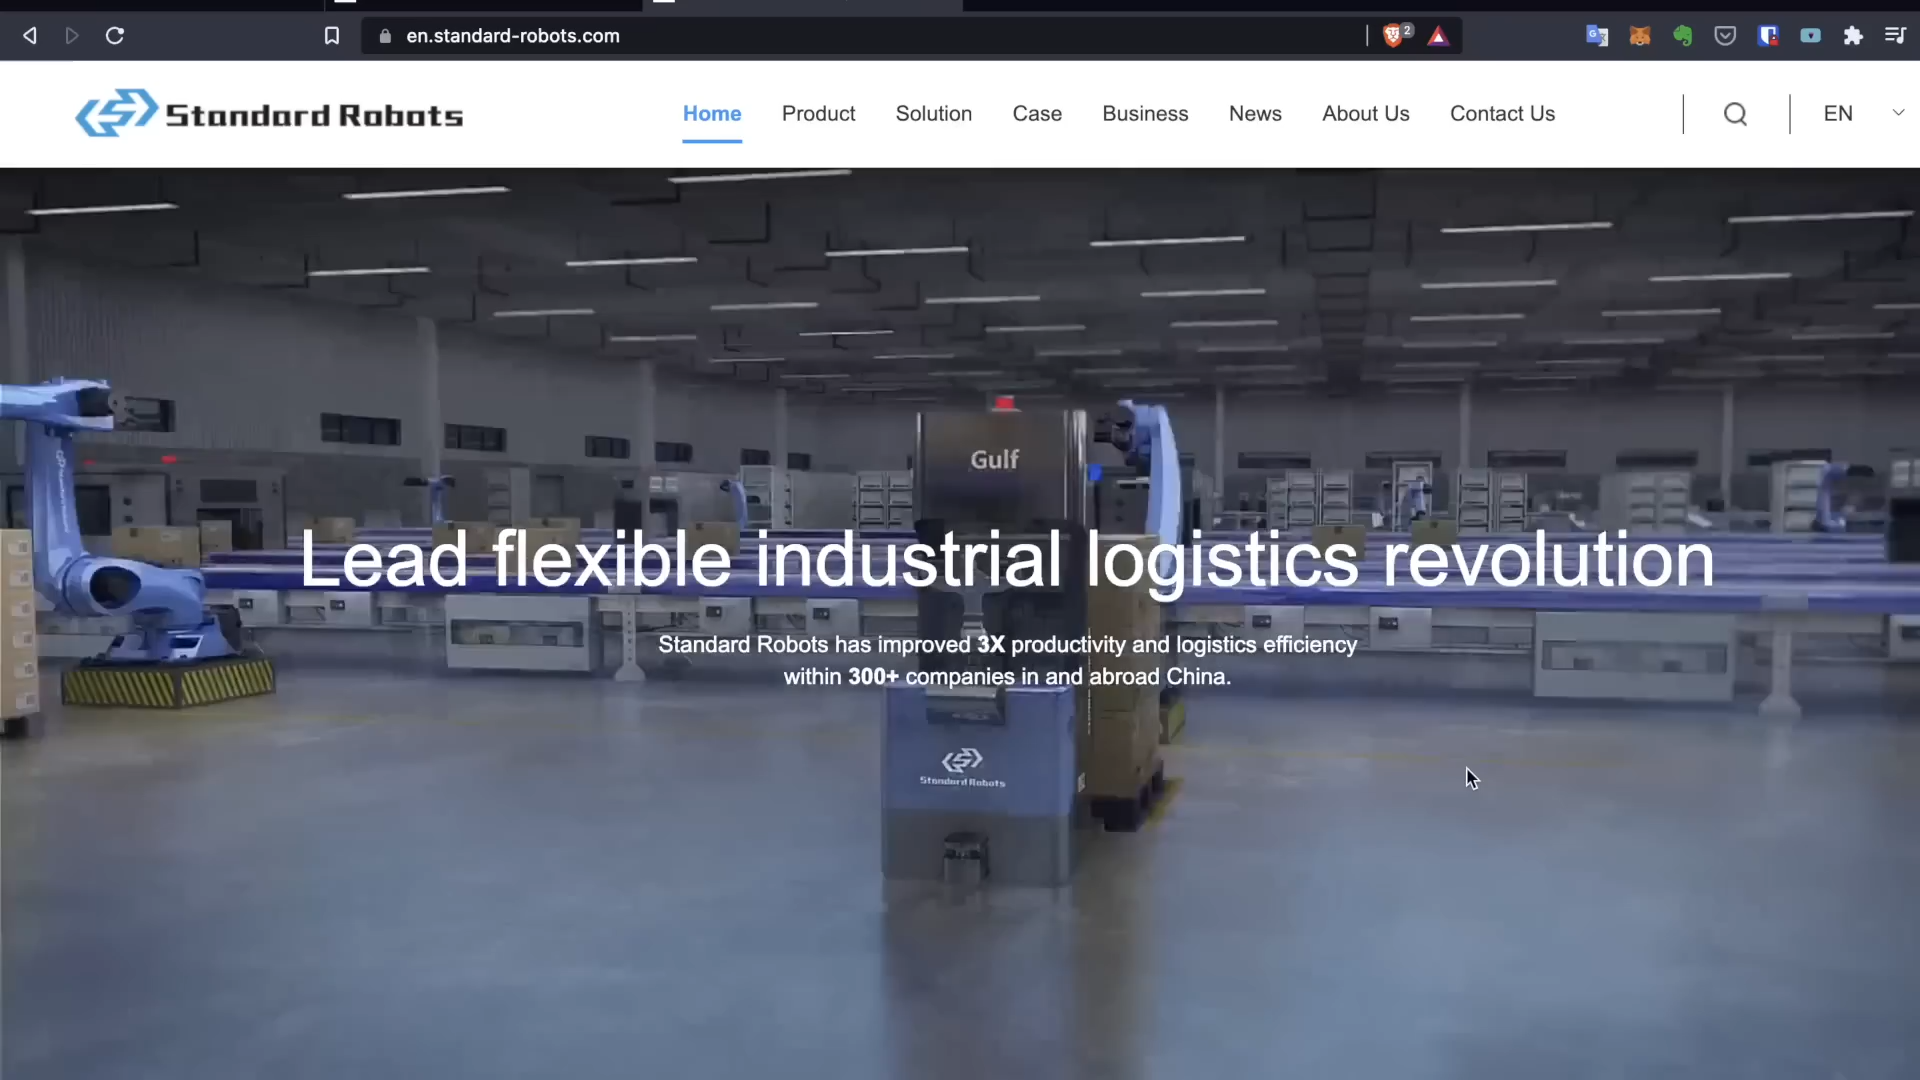 en.standard-robots.com
2
Standard Robots
Home
Product
Solution
Case
Business
News
About Us
Contact Us
EN
Gulf
Lead flexible industrial logistics revolution
Standard Robots has improved 3X productivity and logistics efficiency
within 300+ companies in and abroad China.
Standard Robots